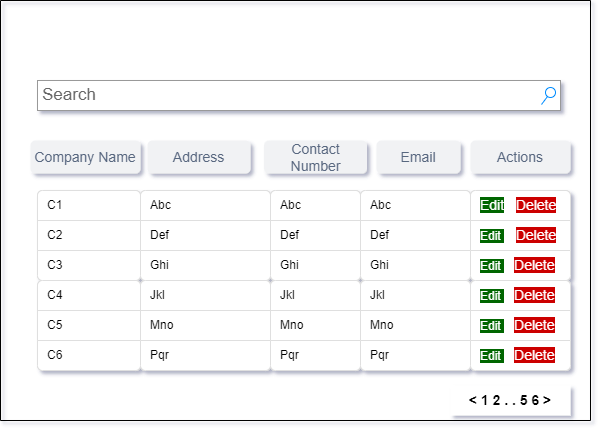 Search
Company Name Address Contact Number Email Actions
C1 Abc Abc Abc Edit Delete
C2 Def Def Def Edit Delete
C3 Ghi Ghi Ghi Edit Delete
C4 Jkl Jkl Jkl Edit Delete
C5 Mno Mno Mno Edit Delete
C6 Pqr Pqr Pqr Edit Delete
< 1 2 . . 5 6 >